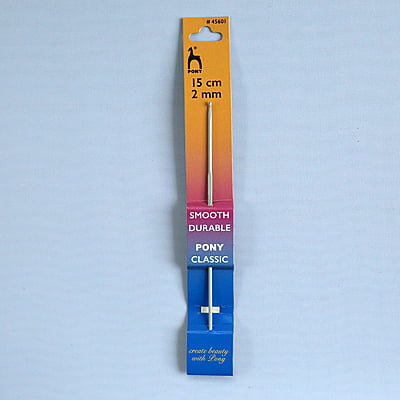 # 45601
PONY
15 cm
2 mm
SMOOTH
DURABLE
PONY
CLASSIC
create beauty
with Pony